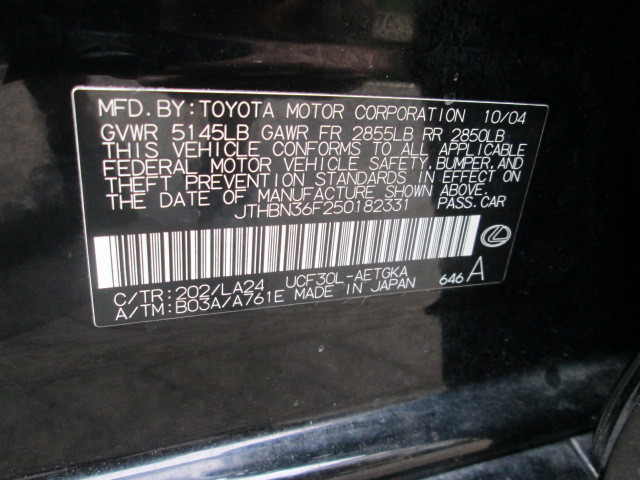 MFD. BY: TOYOTA MOTOR CORPORATION 10/04
GVWR 5145LB GAWR FR 2855LB RR 2850LB
THIS VEHICLE CONFORMS TO ALL APPLICABLE
FEDERAL MOTOR VEHICLE SAFETY, BUMPER, AND
THEFT PREVENTION STANDARDS IN EFFECT ON
THE DATE OF MANUFACTURE SHOWN ABOVE.
JTHBN36F250182331 PASS. CAR
C/TR: 202/LA24 UCF30L-AETGKA
A/TM: B03A/A761E MADE IN JAPAN 646 A